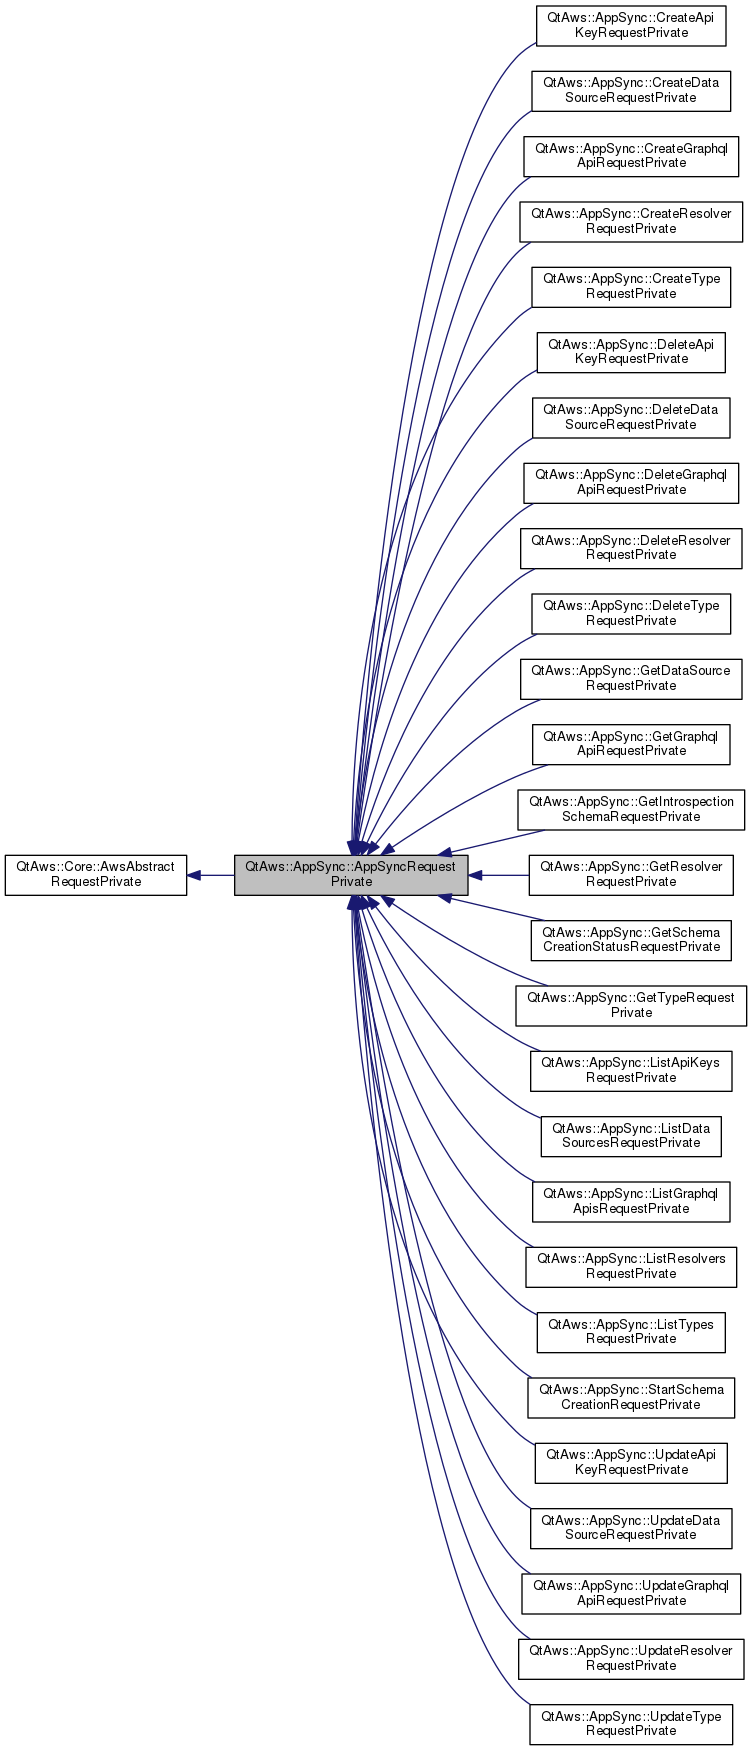 QtAws::Core::AwsAbstract
RequestPrivate
QtAws::AppSync::AppSyncRequest
Private
QtAws::AppSync::CreateApi
KeyRequestPrivate
QtAws::AppSync::CreateData
SourceRequestPrivate
QtAws::AppSync::CreateGraphql
ApiRequestPrivate
QtAws::AppSync::CreateResolver
RequestPrivate
QtAws::AppSync::CreateType
RequestPrivate
QtAws::AppSync::DeleteApi
KeyRequestPrivate
QtAws::AppSync::DeleteData
SourceRequestPrivate
QtAws::AppSync::DeleteGraphql
ApiRequestPrivate
QtAws::AppSync::DeleteResolver
RequestPrivate
QtAws::AppSync::DeleteType
RequestPrivate
QtAws::AppSync::GetDataSource
RequestPrivate
QtAws::AppSync::GetGraphql
ApiRequestPrivate
QtAws::AppSync::GetIntrospection
SchemaRequestPrivate
QtAws::AppSync::GetResolver
RequestPrivate
QtAws::AppSync::GetSchema
CreationStatusRequestPrivate
QtAws::AppSync::GetTypeRequest
Private
QtAws::AppSync::ListApiKeys
RequestPrivate
QtAws::AppSync::ListData
SourcesRequestPrivate
QtAws::AppSync::ListGraphql
ApisRequestPrivate
QtAws::AppSync::ListResolvers
RequestPrivate
QtAws::AppSync::ListTypes
RequestPrivate
QtAws::AppSync::StartSchema
CreationRequestPrivate
QtAws::AppSync::UpdateApi
KeyRequestPrivate
QtAws::AppSync::UpdateData
SourceRequestPrivate
QtAws::AppSync::UpdateGraphql
ApiRequestPrivate
QtAws::AppSync::UpdateResolver
RequestPrivate
QtAws::AppSync::UpdateType
RequestPrivate